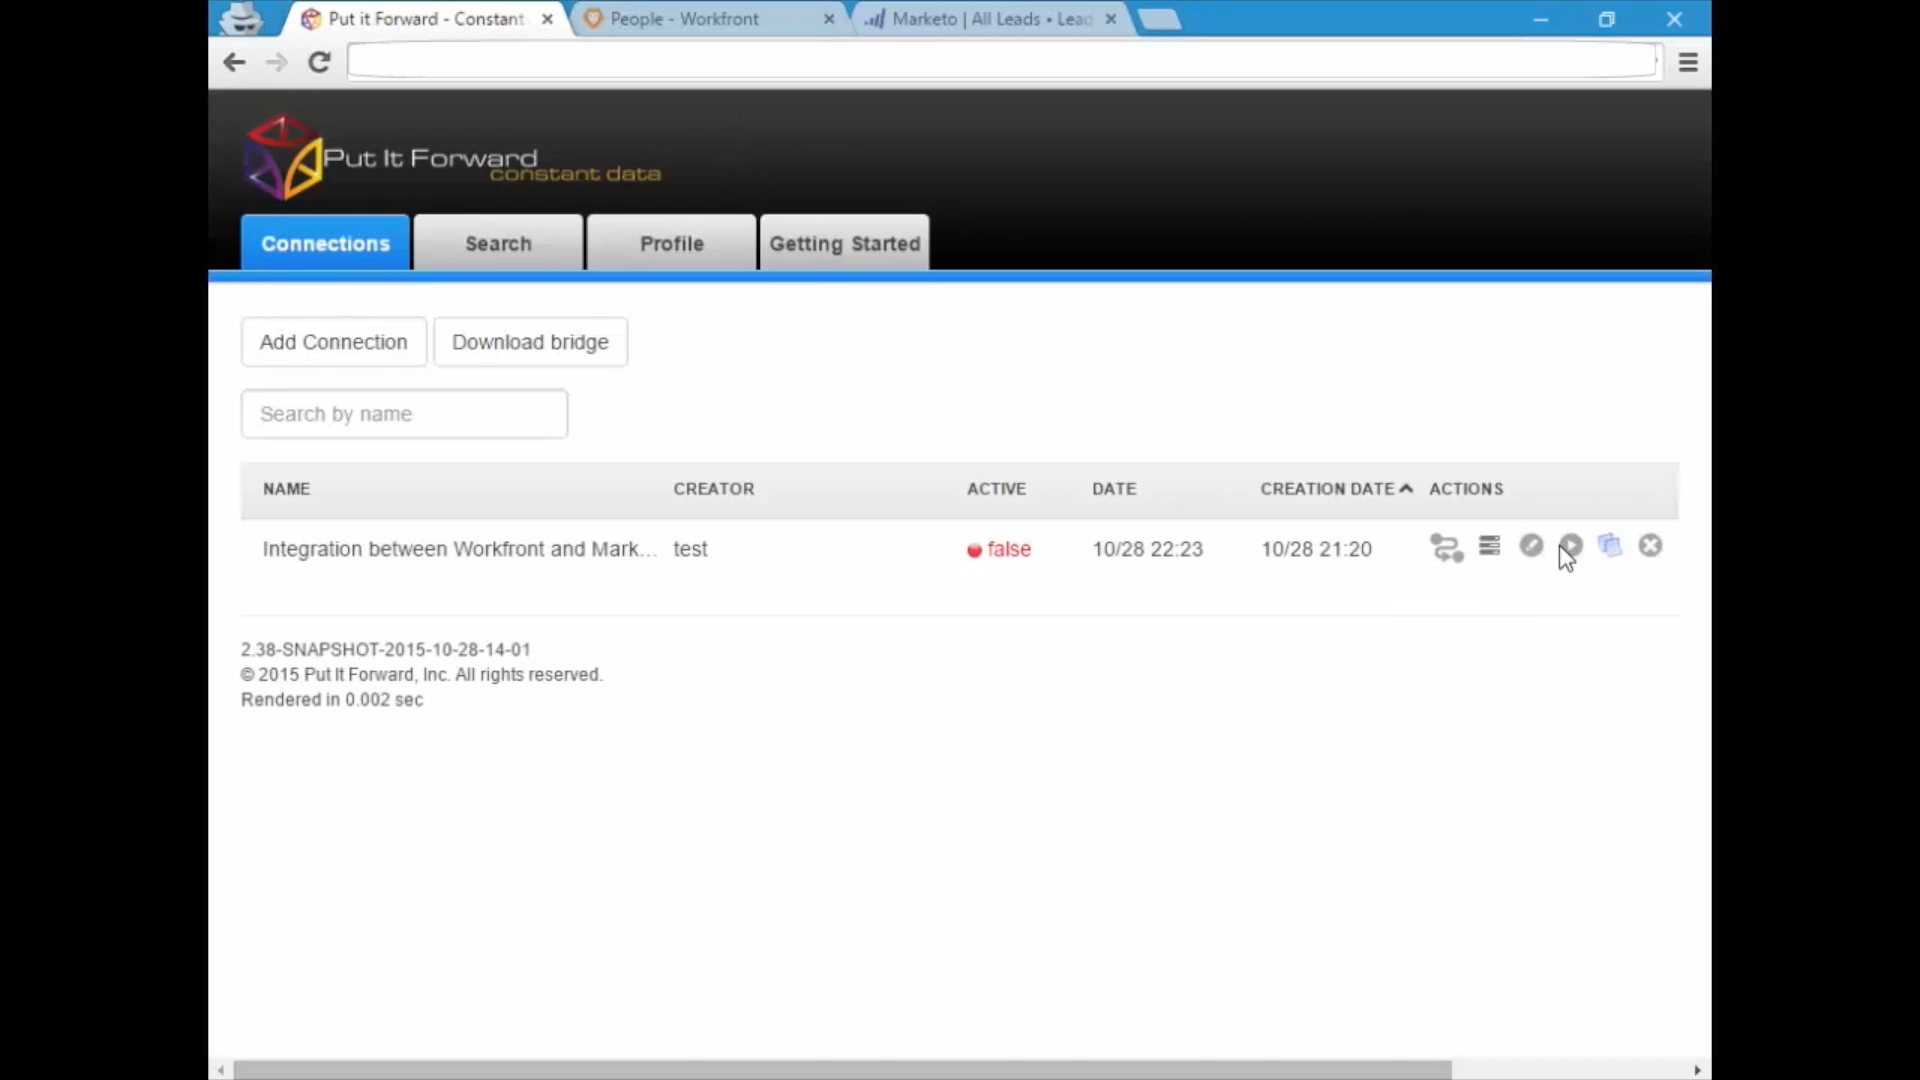 Put it Forward - Constant
People - Workfront
Marketo | All Leads • Lead
Put It Forward
constant data
Connections
Search
Profile
Getting Started
Add Connection
Download bridge
Search by name
NAME CREATOR ACTIVE DATE CREATION DATE ACTIONS
Integration between Workfront and Mark... test false 10/28 22:23 10/28 21:20
2.38-SNAPSHOT-2015-10-28-14-01
© 2015 Put It Forward, Inc. All rights reserved.
Rendered in 0.002 sec